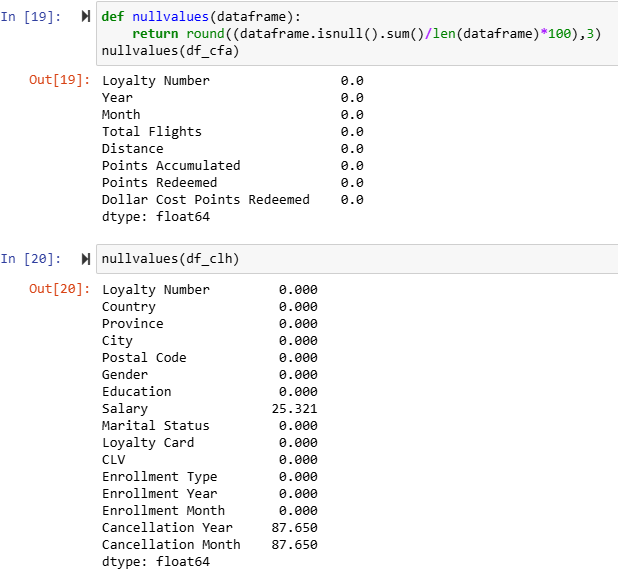 In [19]: def nullvalues(dataframe):
    return round((dataframe.isnull().sum()/len(dataframe)*100),3)
nullvalues(df_cfa)
Out[19]: Loyalty Number 0.0
Year 0.0
Month 0.0
Total Flights 0.0
Distance 0.0
Points Accumulated 0.0
Points Redeemed 0.0
Dollar Cost Points Redeemed 0.0
dtype: float64
In [20]: nullvalues(df_clh)
Out[20]: Loyalty Number 0.000
Country 0.000
Province 0.000
City 0.000
Postal Code 0.000
Gender 0.000
Education 0.000
Salary 25.321
Marital Status 0.000
Loyalty Card 0.000
CLV 0.000
Enrollment Type 0.000
Enrollment Year 0.000
Enrollment Month 0.000
Cancellation Year 87.650
Cancellation Month 87.650
dtype: float64